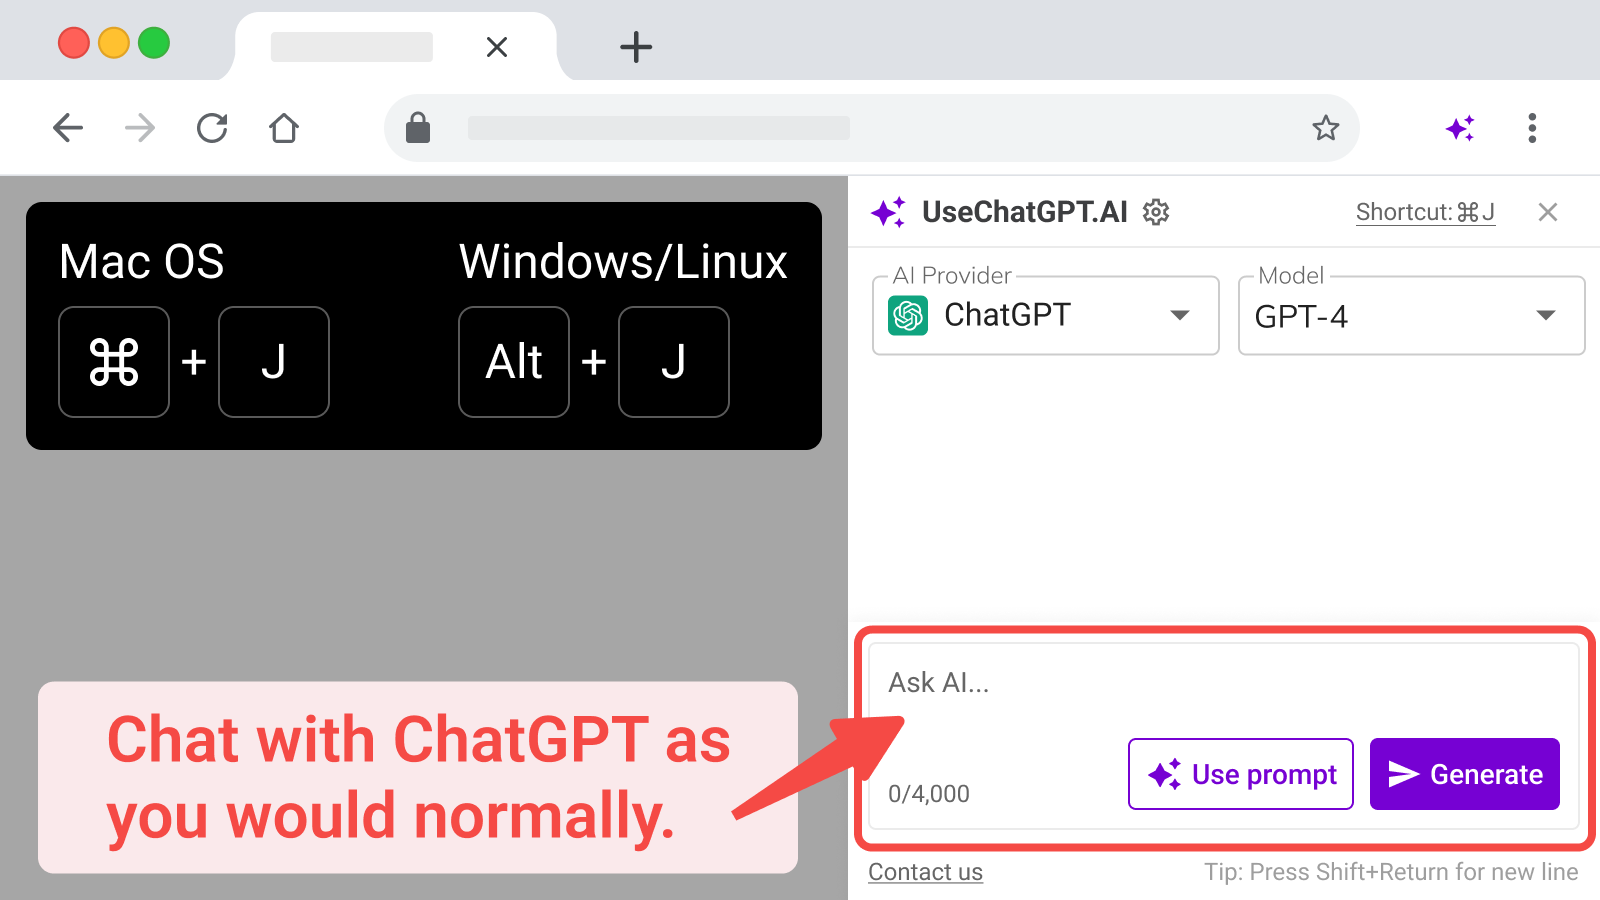 UseChatGPT.AI
Shortcut:⌘J
Mac OS
⌘ + J
Windows/Linux
Alt + J
AI Provider
ChatGPT
Model
GPT-4
Chat with ChatGPT as
you would normally.
Ask AI...
0/4,000
Use prompt
Generate
Contact us
Tip: Press Shift+Return for new line